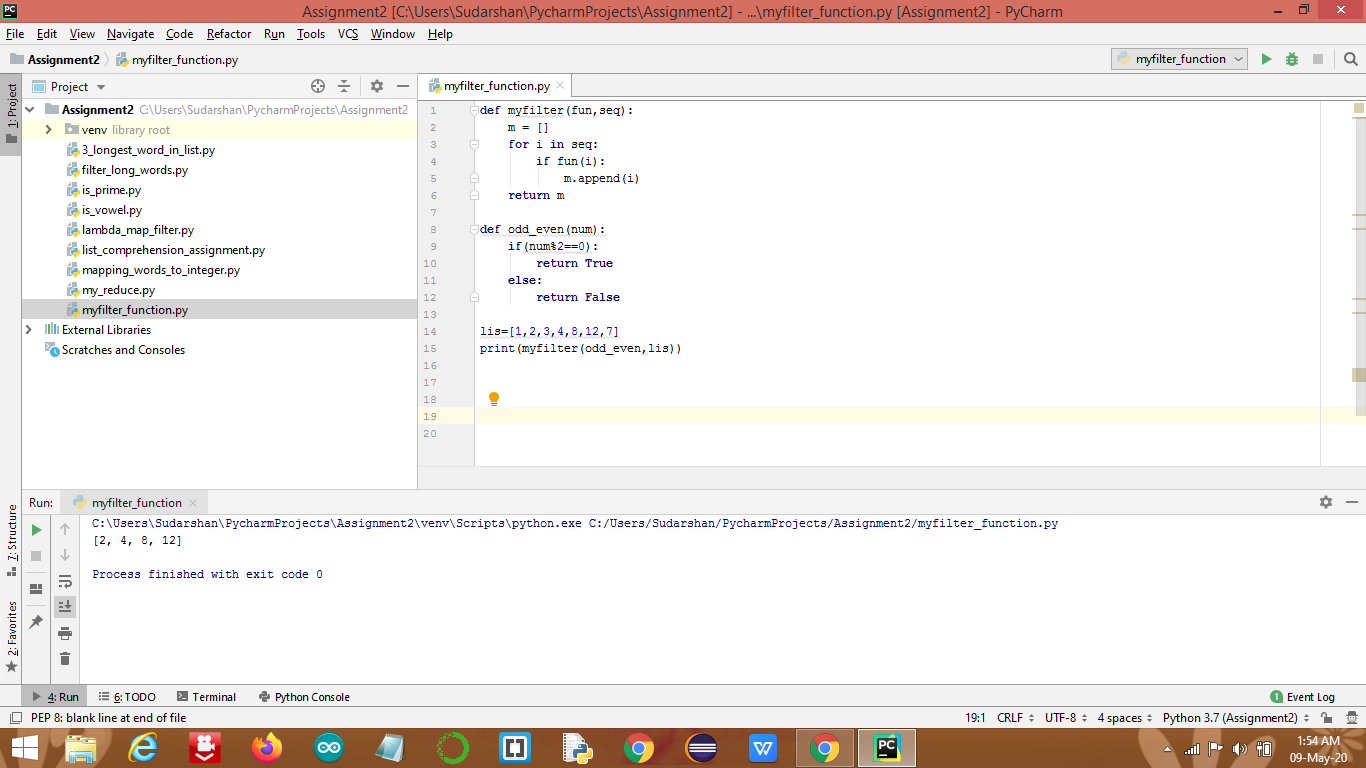 Assignment2 [C:\Users\Sudarshan\PycharmProjects\Assignment2] - ...\myfilter_function.py [Assignment2] - PyCharm
File Edit View Navigate Code Refactor Run Tools VCS Window Help
Assignment2 myfilter_function.py
myfilter_function
1: Project
Project
Assignment2 C:\Users\Sudarshan\PycharmProjects\Assignment2
venv library root
3_longest_word_in_list.py
filter_long_words.py
is_prime.py
is_vowel.py
lambda_map_filter.py
list_comprehension_assignment.py
mapping_words_to_integer.py
my_reduce.py
myfilter_function.py
External Libraries
Scratches and Consoles
myfilter_function.py
1 def myfilter(fun,seq):
2     m = []
3     for i in seq:
4         if fun(i):
5             m.append(i)
6     return m
7
8 def odd_even(num):
9     if(num%2==0):
10         return True
11     else:
12         return False
13
14 lis=[1,2,3,4,8,12,7]
15 print(myfilter(odd_even,lis))
16
17
18
19
20
Run: myfilter_function
C:\Users\Sudarshan\PycharmProjects\Assignment2\venv\Scripts\python.exe C:/Users/Sudarshan/PycharmProjects/Assignment2/myfilter_function.py
[2, 4, 8, 12]
Process finished with exit code 0
7: Structure
2: Favorites
4: Run 6: TODO Terminal Python Console
1 Event Log
PEP 8: blank line at end of file
19:1 CRLF UTF-8 4 spaces Python 3.7 (Assignment2)
1:54 AM
09-May-20